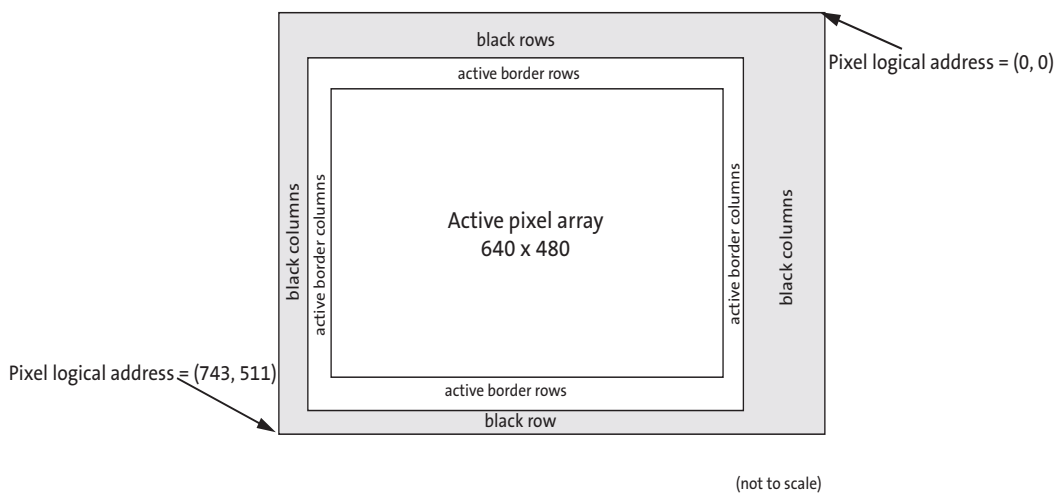 black rows
Pixel logical address = (0, 0)
active border rows
black columns
active border columns
Active pixel array
640 x 480
active border columns
black columns
Pixel logical address = (743, 511)
active border rows
black row
(not to scale)